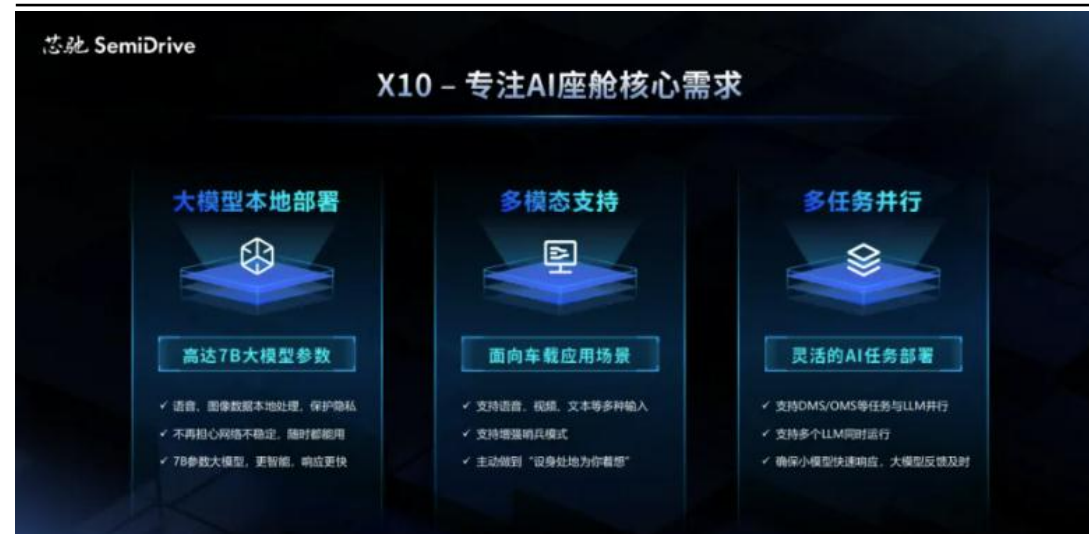 芯驰 SemiDrive
X10 – 专注AI座舱核心需求
大模型本地部署
高达7B大模型参数
✓ 语音、图像数据本地处理，保护隐私
✓ 不再担心网络不稳定，随时都能用
✓ 7B参数大模型，更智能，响应更快
多模态支持
面向车载应用场景
✓ 支持语音、视频、文本等多种输入
✓ 支持增强哨兵模式
✓ 主动做到“设身处地为你着想”
多任务并行
灵活的AI任务部署
✓ 支持DMS/OMS等任务与LLM并行
✓ 支持多个LLM同时运行
✓ 确保小模型快速响应，大模型反馈及时